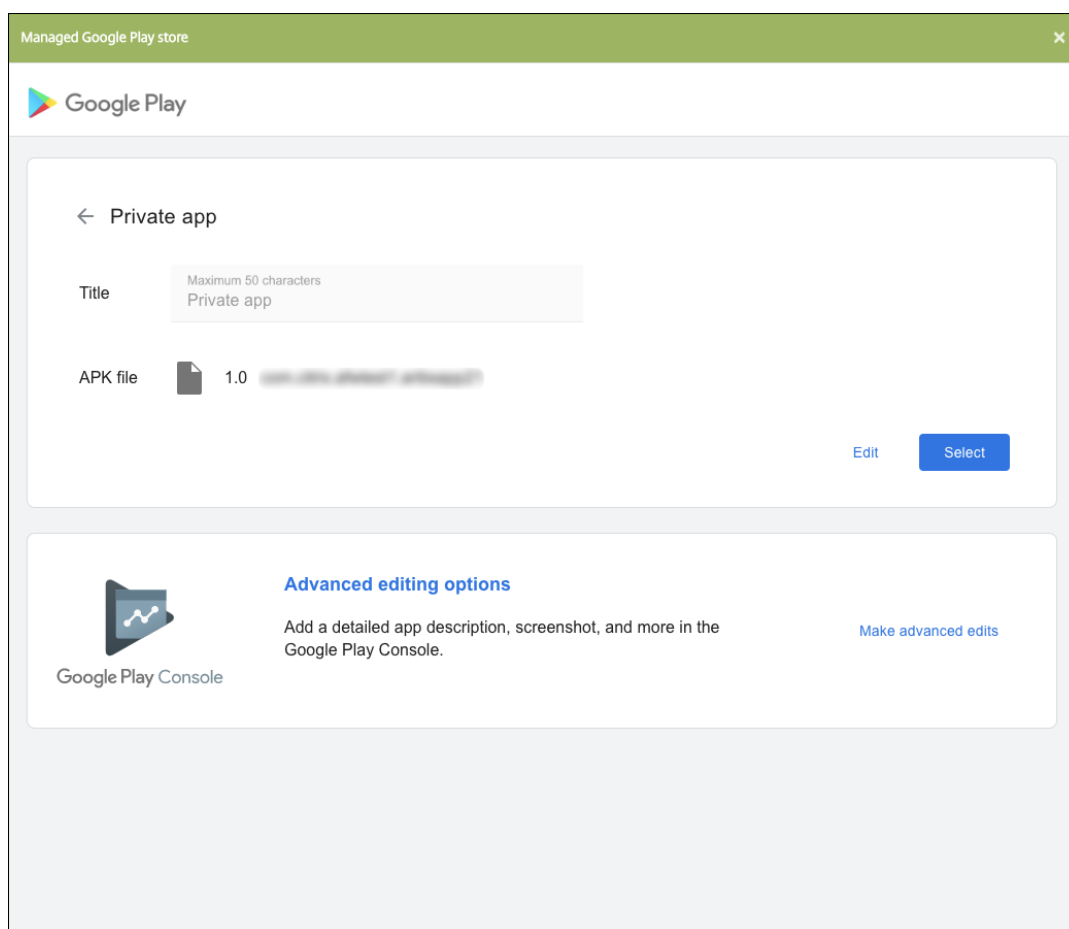 Managed Google Play store
Google Play
Private app
Title
Maximum 50 characters
Private app
APK file 1.0
Edit Select
Advanced editing options
Add a detailed app description, screenshot, and more in the
Google Play Console.
Make advanced edits
Google Play Console